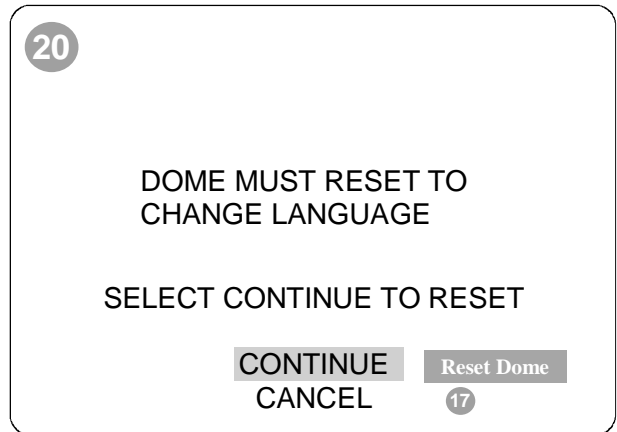 20
DOME MUST RESET TO
CHANGE LANGUAGE
SELECT CONTINUE TO RESET
CONTINUE Reset Dome
CANCEL 17